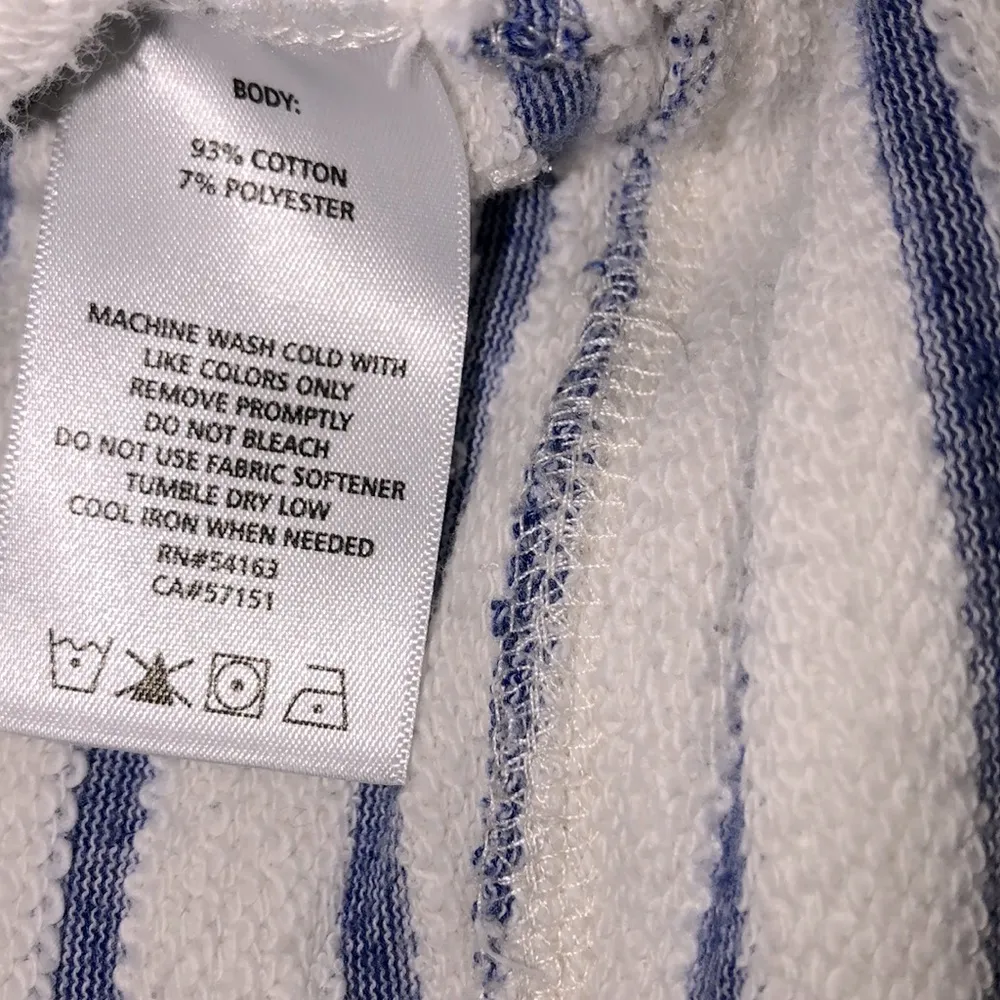 BODY:
93% COTTON
7% POLYESTER
MACHINE WASH COLD WITH
LIKE COLORS ONLY
REMOVE PROMPTLY
DO NOT BLEACH
DO NOT USE FABRIC SOFTENER
TUMBLE DRY LOW
COOL IRON WHEN NEEDED
RN#54163
CA#57151